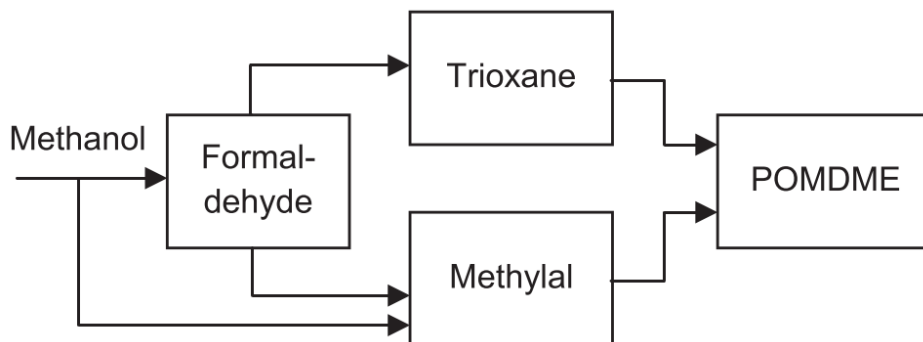 Trioxane
Methanol
Formal-
dehyde
POMDME
Methylal